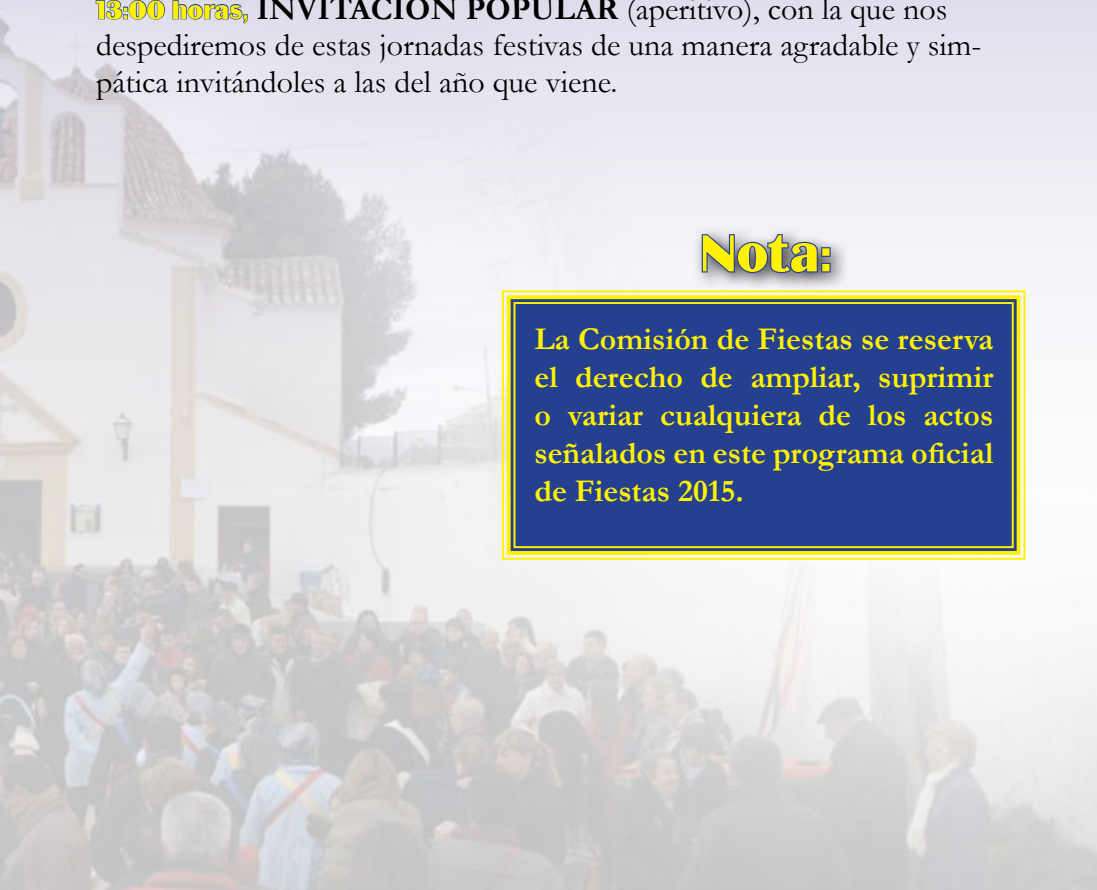 13:00 horas, INVITACIÓN POPULAR (aperitivo), con la que nos
despediremos de estas jornadas festivas de una manera agradable y sim-
pática invitándoles a las del año que viene.
Nota:
La Comisión de Fiestas se reserva
el derecho de ampliar, suprimir
o variar cualquiera de los actos
señalados en este programa oficial
de Fiestas 2015.